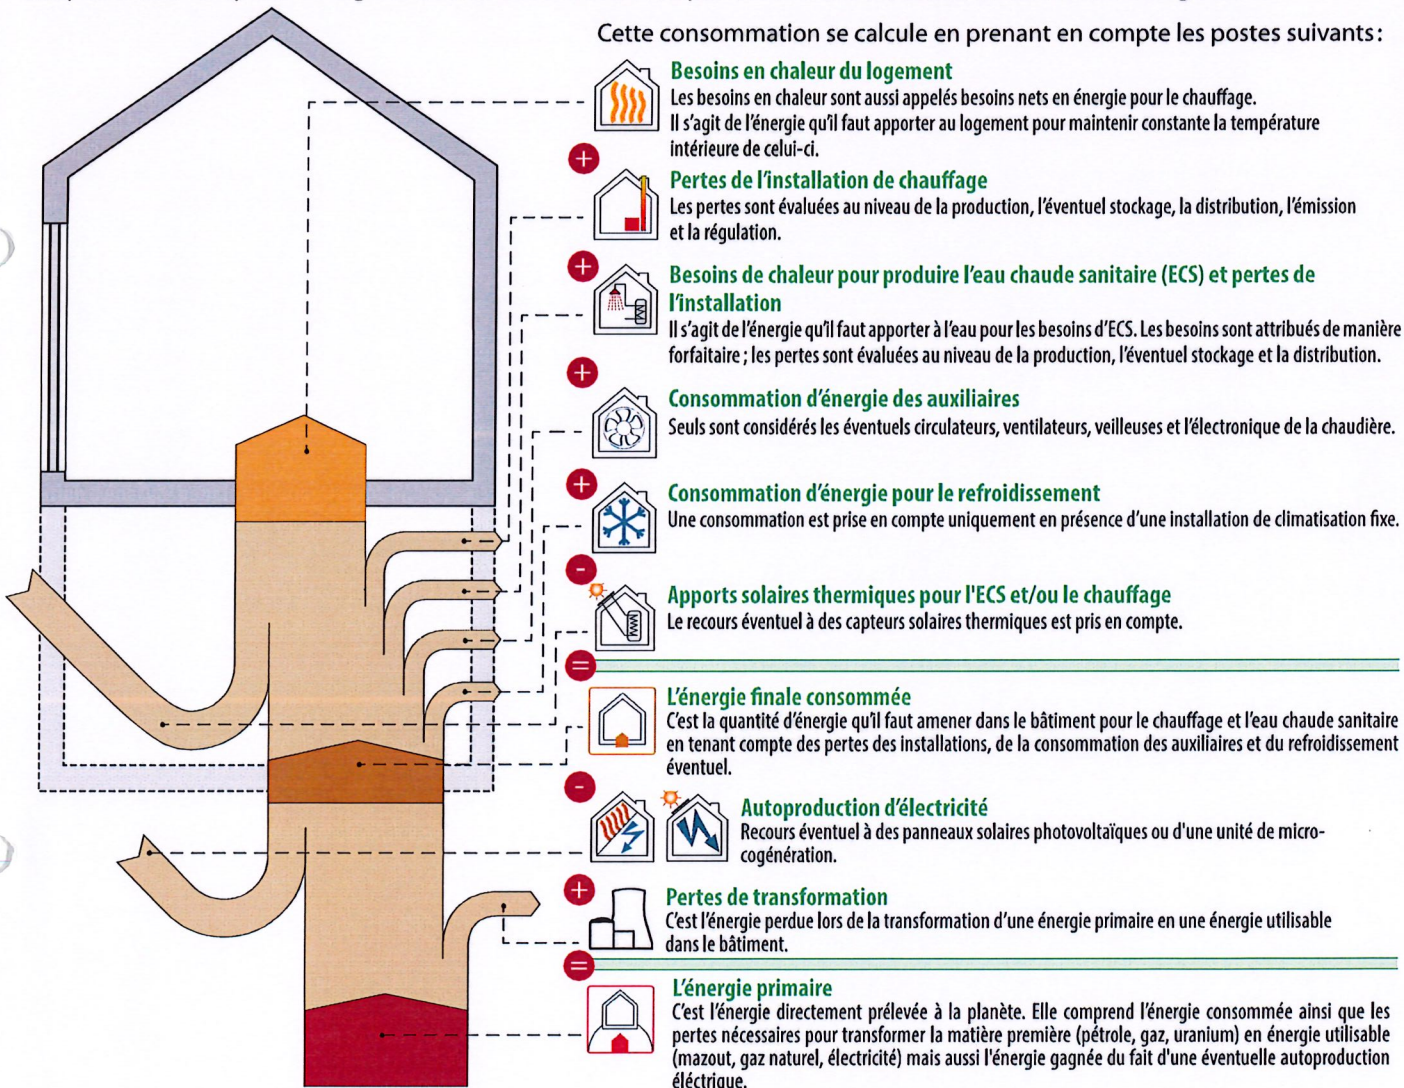 Cette consommation se calcule en prenant en compte les postes suivants :
Besoins en chaleur du logement
Les besoins en chaleur sont aussi appelés besoins nets en énergie pour le chauffage.
Il s'agit de l'énergie qu'il faut apporter au logement pour maintenir constante la température
intérieure de celui-ci.
+
Pertes de l'installation de chauffage
Les pertes sont évaluées au niveau de la production, l'éventuel stockage, la distribution, l'émission
et la régulation.
+
Besoins de chaleur pour produire l'eau chaude sanitaire (ECS) et pertes de
l'installation
Il s'agit de l'énergie qu'il faut apporter à l'eau pour les besoins d'ECS. Les besoins sont attribués de manière
forfaitaire ; les pertes sont évaluées au niveau de la production, l'éventuel stockage et la distribution.
+
Consommation d'énergie des auxiliaires
Seuls sont considérés les éventuels circulateurs, ventilateurs, veilleuses et l'électronique de la chaudière.
+
Consommation d'énergie pour le refroidissement
Une consommation est prise en compte uniquement en présence d'une installation de climatisation fixe.
-
Apports solaires thermiques pour l'ECS et/ou le chauffage
Le recours éventuel à des capteurs solaires thermiques est pris en compte.
=
L'énergie finale consommée
C'est la quantité d'énergie qu'il faut amener dans le bâtiment pour le chauffage et l'eau chaude sanitaire
en tenant compte des pertes des installations, de la consommation des auxiliaires et du refroidissement
éventuel.
-
Autoproduction d'électricité
Recours éventuel à des panneaux solaires photovoltaïques ou d'une unité de micro-
cogénération.
+
Pertes de transformation
C'est l'énergie perdue lors de la transformation d'une énergie primaire en une énergie utilisable
dans le bâtiment.
=
L'énergie primaire
C'est l'énergie directement prélevée à la planète. Elle comprend l'énergie consommée ainsi que les
pertes nécessaires pour transformer la matière première (pétrole, gaz, uranium) en énergie utilisable
(mazout, gaz naturel, électricité) mais aussi l'énergie gagnée du fait d'une éventuelle autoproduction
éléctrique.